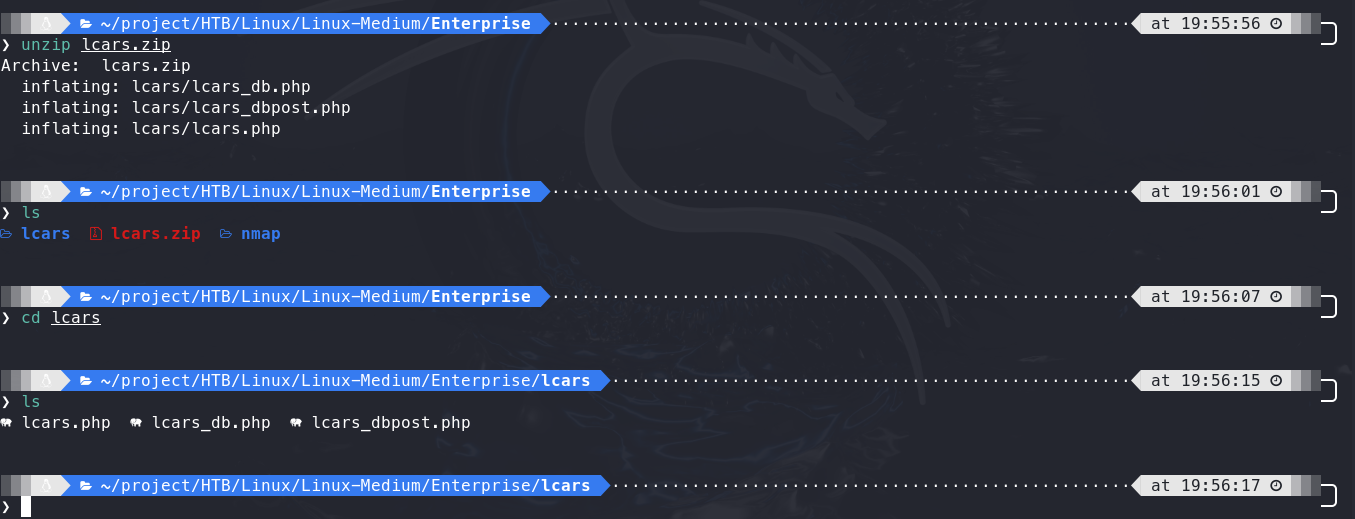 ~/project/HTB/Linux/Linux-Medium/Enterprise at 19:55:56
❯ unzip lcars.zip
Archive:  lcars.zip
  inflating: lcars/lcars_db.php
  inflating: lcars/lcars_dbpost.php
  inflating: lcars/lcars.php
~/project/HTB/Linux/Linux-Medium/Enterprise at 19:56:01
❯ ls
lcars  lcars.zip  nmap
~/project/HTB/Linux/Linux-Medium/Enterprise at 19:56:07
❯ cd lcars
~/project/HTB/Linux/Linux-Medium/Enterprise/lcars at 19:56:15
❯ ls
lcars.php  lcars_db.php  lcars_dbpost.php
~/project/HTB/Linux/Linux-Medium/Enterprise/lcars at 19:56:17
❯